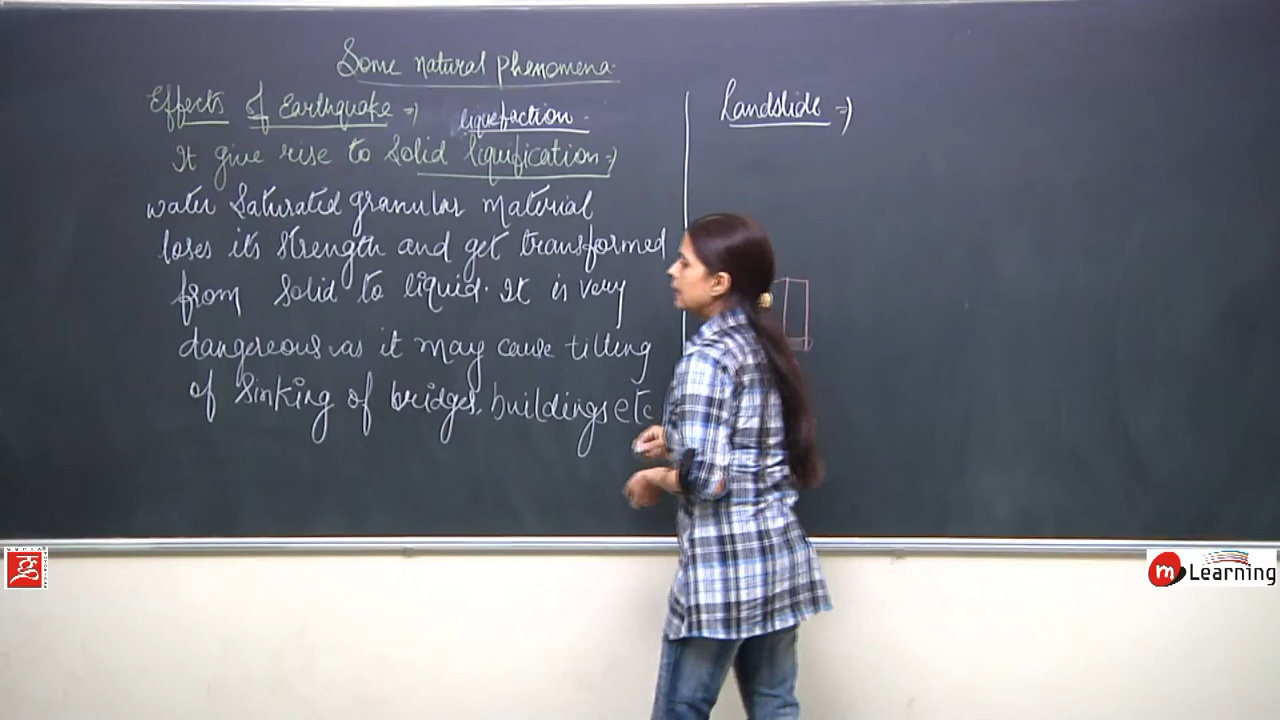 Some natural phenomena.
Effects of Earthquake ⇒ liquefaction.
It give rise to Solid liquification ⇒
water saturated granular material
loses its strength and get transformed
from solid to liquid. It is very
dangereous as it may cause tilting
of sinking of bridges, buildings etc
Landslide ⇒
m Learning